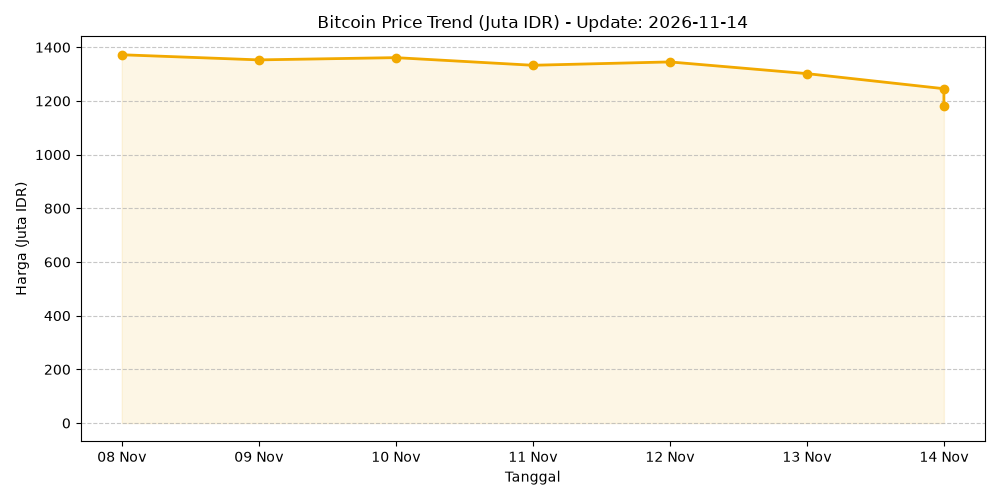 Bitcoin Price Trend (Juta IDR) - Update: 2026-11-14
Harga (Juta IDR)
1400
1200
1000
800
600
400
200
0
08 Nov
09 Nov
10 Nov
11 Nov
12 Nov
13 Nov
14 Nov
Tanggal